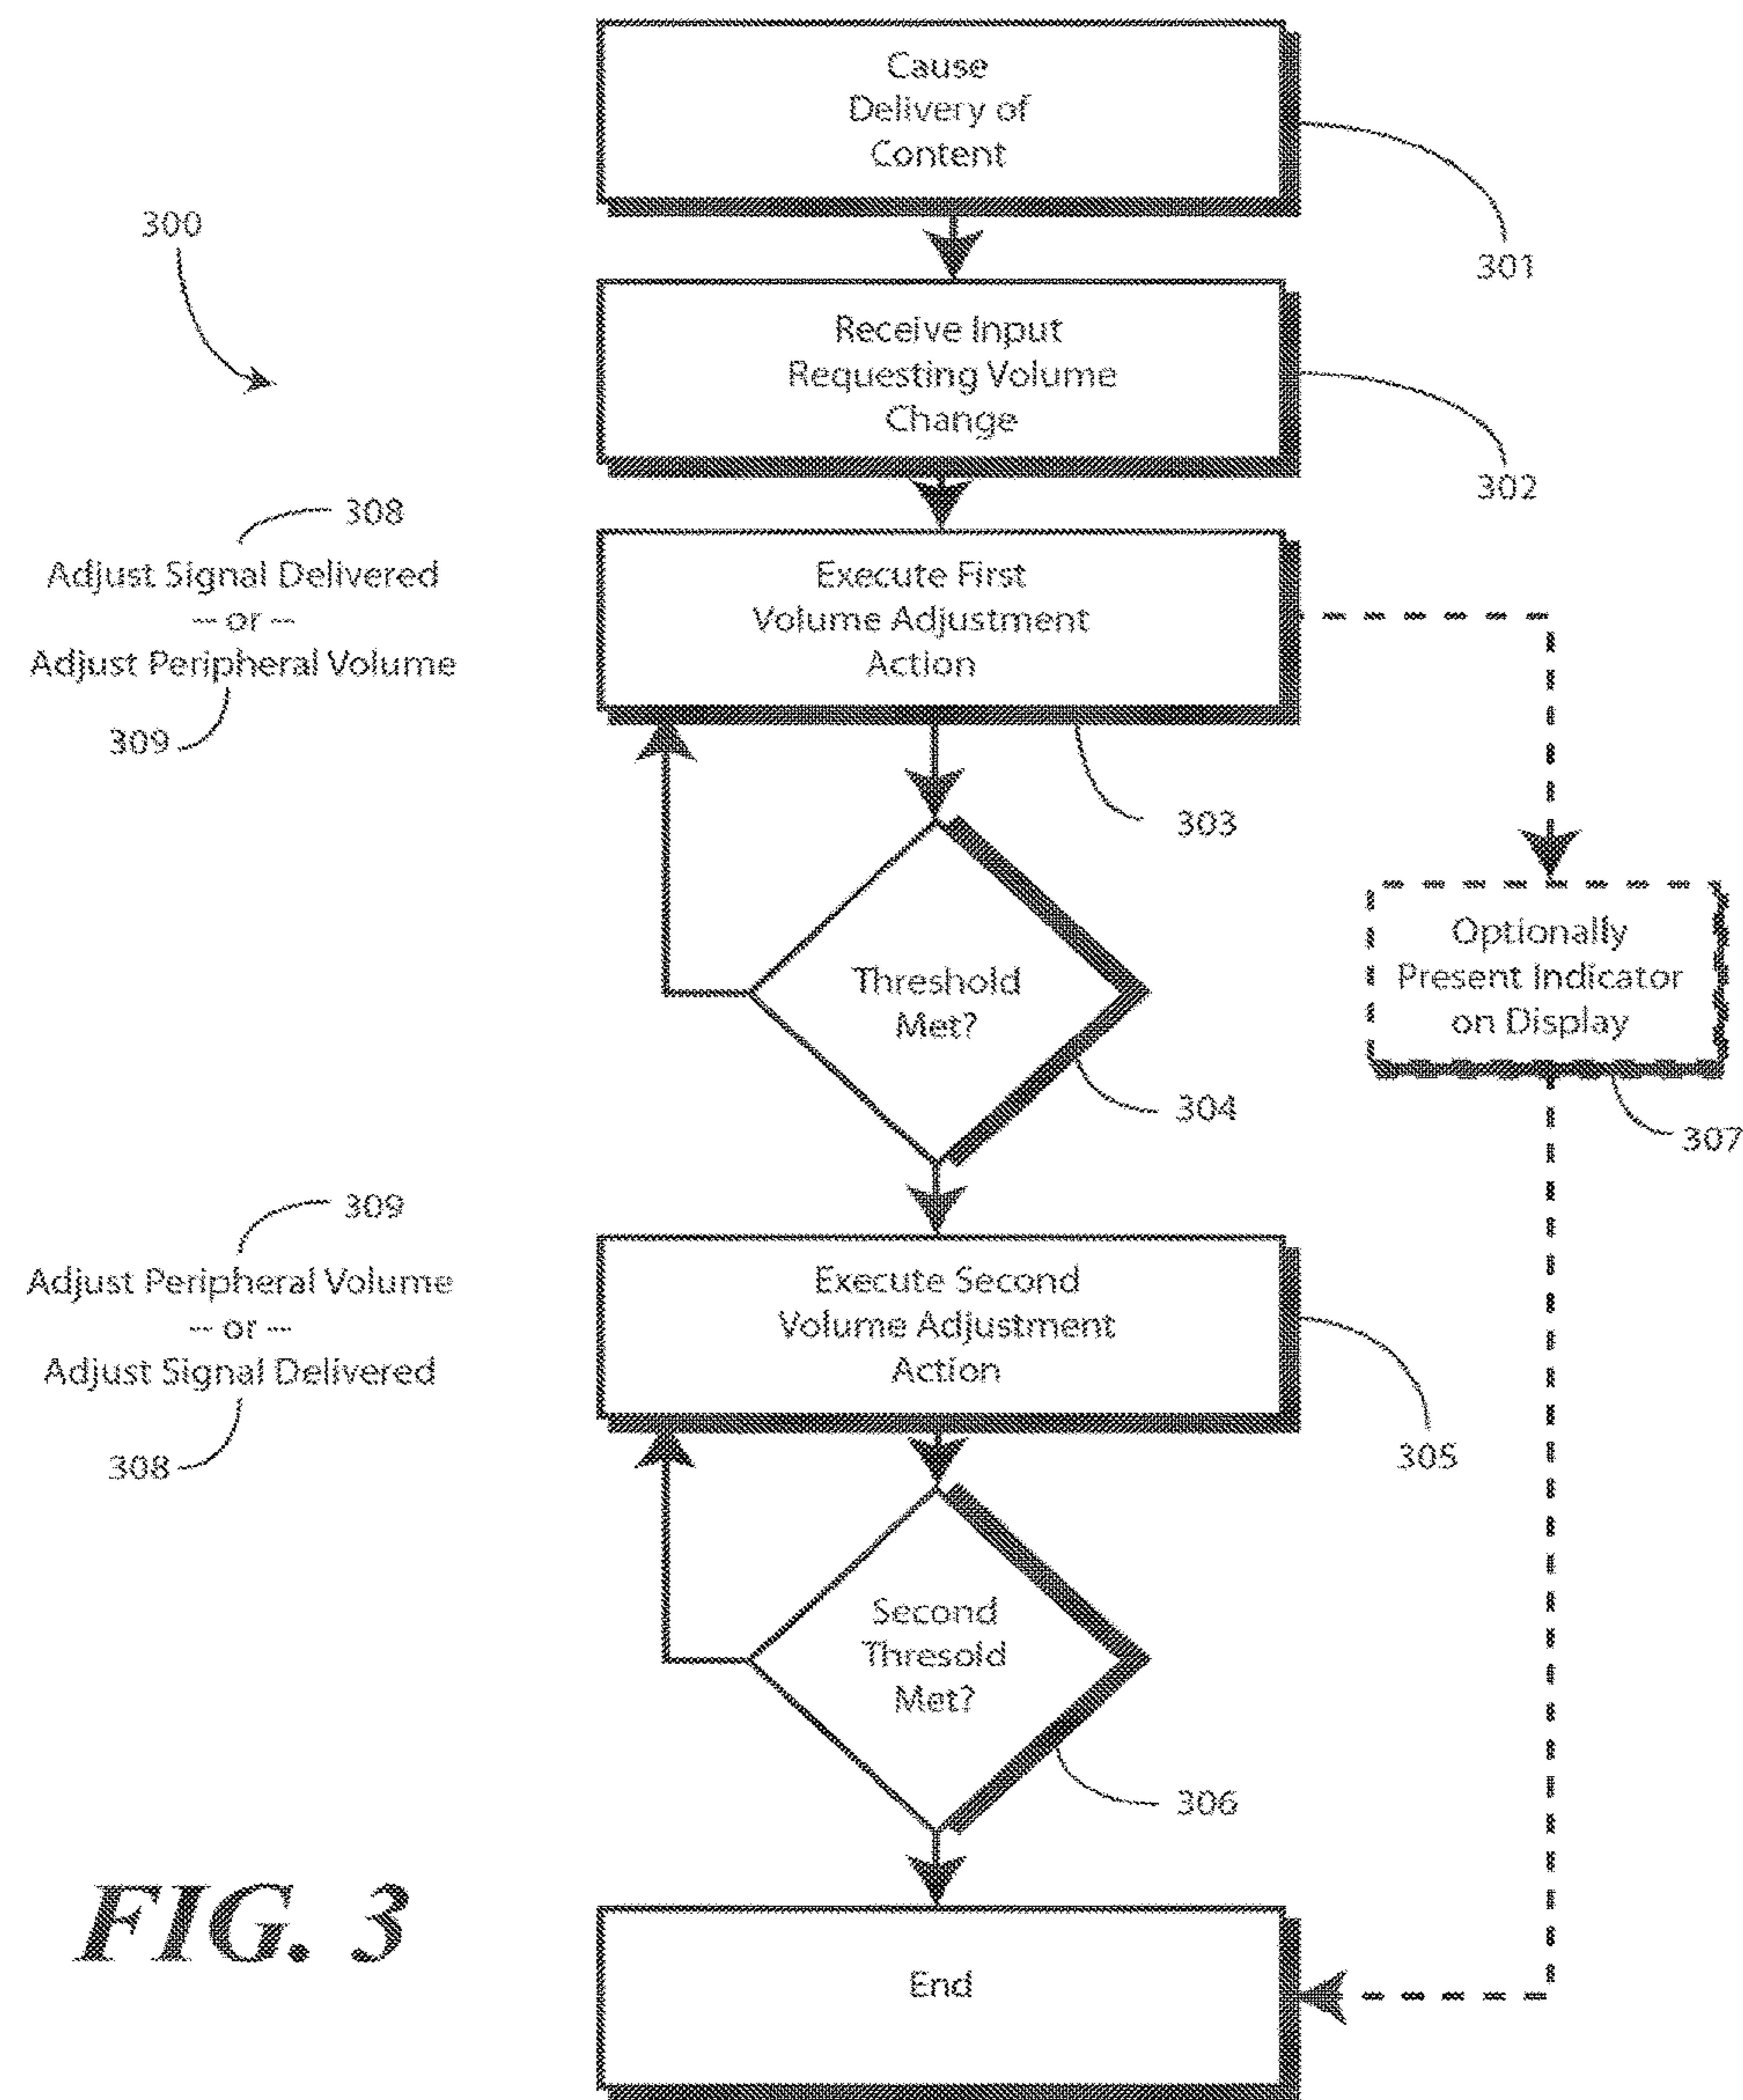 Cause
Delivery of
Content
300
301
Receive Input
Requesting Volume
Change
302
308
Adjust Signal Delivered
-- or --
Adjust Peripheral Volume
309
Execute First
Volume Adjustment
Action
303
Threshold
Met?
304
Optionally
Present Indicator
on Display
307
309
Adjust Peripheral Volume
-- or --
Adjust Signal Delivered
308
Execute Second
Volume Adjustment
Action
305
Second
Thresold
Met?
306
FIG. 3
End